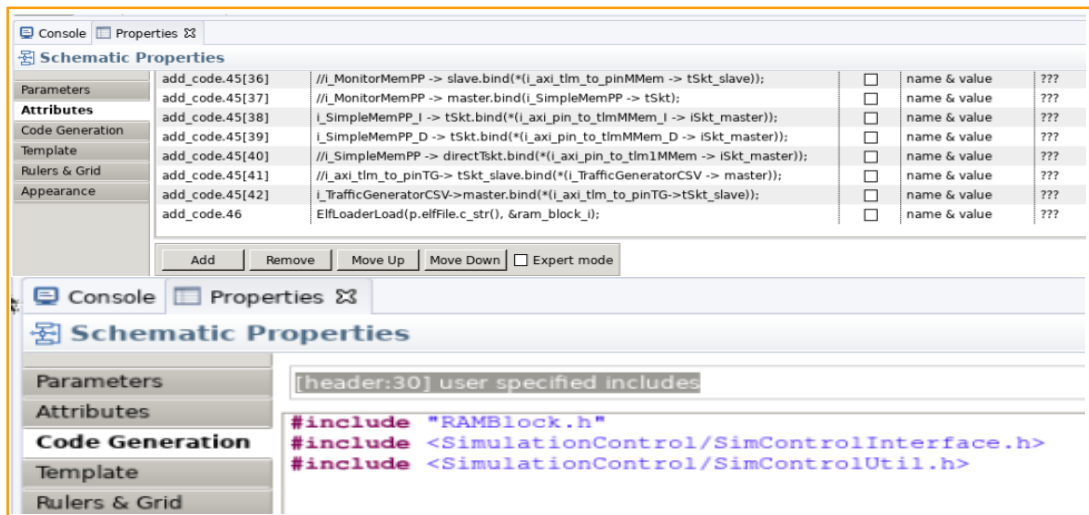 Console Properties
Schematic Properties
Parameters
Attributes
Code Generation
Template
Rulers & Grid
Appearance
add_code.45[36] //i_MonitorMemPP -> slave.bind(*(i_axi_tlm_to_pinMMem -> tSkt_slave)); name & value ???
add_code.45[37] //i_MonitorMemPP -> master.bind(i_SimpleMemPP -> tSkt); name & value ???
add_code.45[38] i_SimpleMemPP_I -> tSkt.bind(*(i_axi_pin_to_tlmMMem_I -> iSkt_master)); name & value ???
add_code.45[39] i_SimpleMemPP_D -> tSkt.bind(*(i_axi_pin_to_tlmMMem_D -> iSkt_master)); name & value ???
add_code.45[40] //i_SimpleMemPP -> directTskt.bind(*(i_axi_pin_to_tlm1MMem -> iSkt_master)); name & value ???
add_code.45[41] //i_axi_tlm_to_pinTG-> tSkt_slave.bind(*(i_TrafficGeneratorCSV -> master)); name & value ???
add_code.45[42] i_TrafficGeneratorCSV->master.bind(*(i_axi_tlm_to_pinTG->tSkt_slave)); name & value ???
add_code.46 ElfLoaderLoad(p.elfFile.c_str(), &ram_block_i); name & value ???
Add Remove Move Up Move Down Expert mode
Console Properties
Schematic Properties
Parameters
Attributes
Code Generation
Template
Rulers & Grid
[header:30] user specified includes
#include "RAMBlock.h"
#include <SimulationControl/SimControlInterface.h>
#include <SimulationControl/SimControlUtil.h>